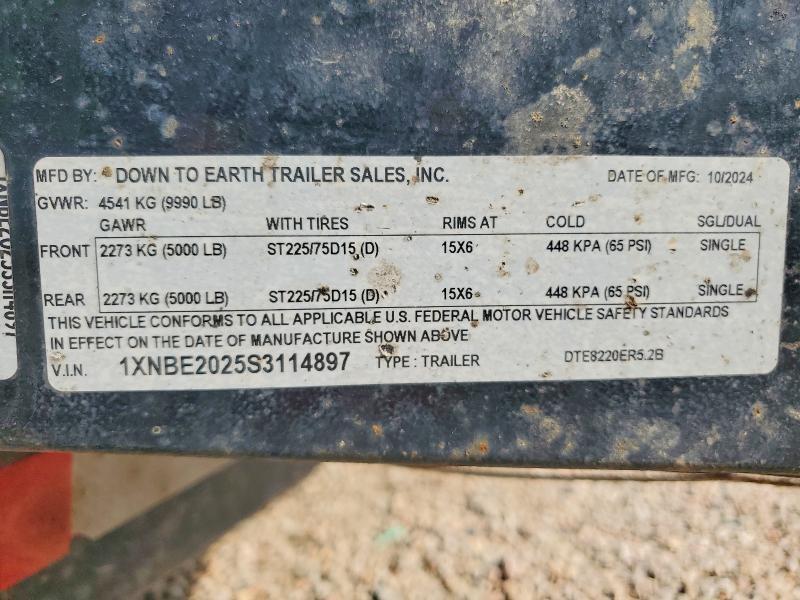 MFD BY: DOWN TO EARTH TRAILER SALES, INC. DATE OF MFG: 10/2024
GVWR: 4541 KG (9990 LB)
GAWR WITH TIRES RIMS AT COLD SGL/DUAL
FRONT 2273 KG (5000 LB) ST225/75D15 (D) 15X6 448 KPA (65 PSI) SINGLE
REAR 2273 KG (5000 LB) ST225/75D15 (D) 15X6 448 KPA (65 PSI) SINGLE
THIS VEHICLE CONFORMS TO ALL APPLICABLE U.S. FEDERAL MOTOR VEHICLE SAFETY STANDARDS
IN EFFECT ON THE DATE OF MANUFACTURE SHOWN ABOVE
V.I.N. 1XNBE2025S3114897 TYPE : TRAILER DTE8220ER5.2B